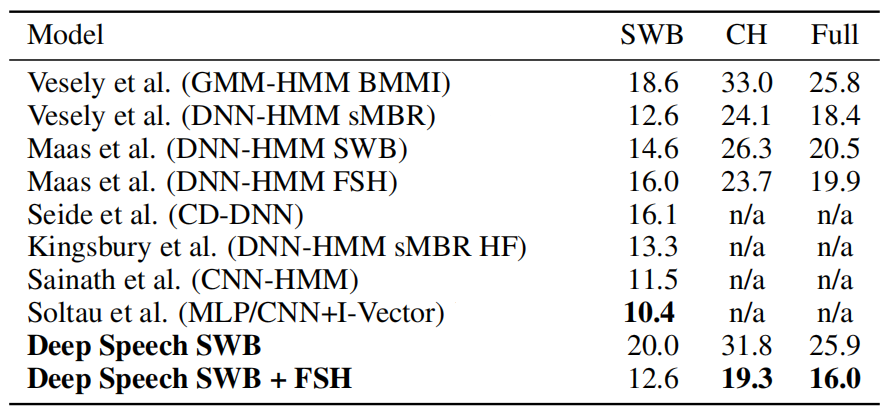 Model SWB CH Full
Vesely et al. (GMM-HMM BMMI) 18.6 33.0 25.8
Vesely et al. (DNN-HMM sMBR) 12.6 24.1 18.4
Maas et al. (DNN-HMM SWB) 14.6 26.3 20.5
Maas et al. (DNN-HMM FSH) 16.0 23.7 19.9
Seide et al. (CD-DNN) 16.1 n/a n/a
Kingsbury et al. (DNN-HMM sMBR HF) 13.3 n/a n/a
Sainath et al. (CNN-HMM) 11.5 n/a n/a
Soltau et al. (MLP/CNN+I-Vector) 10.4 n/a n/a
Deep Speech SWB 20.0 31.8 25.9
Deep Speech SWB + FSH 12.6 19.3 16.0